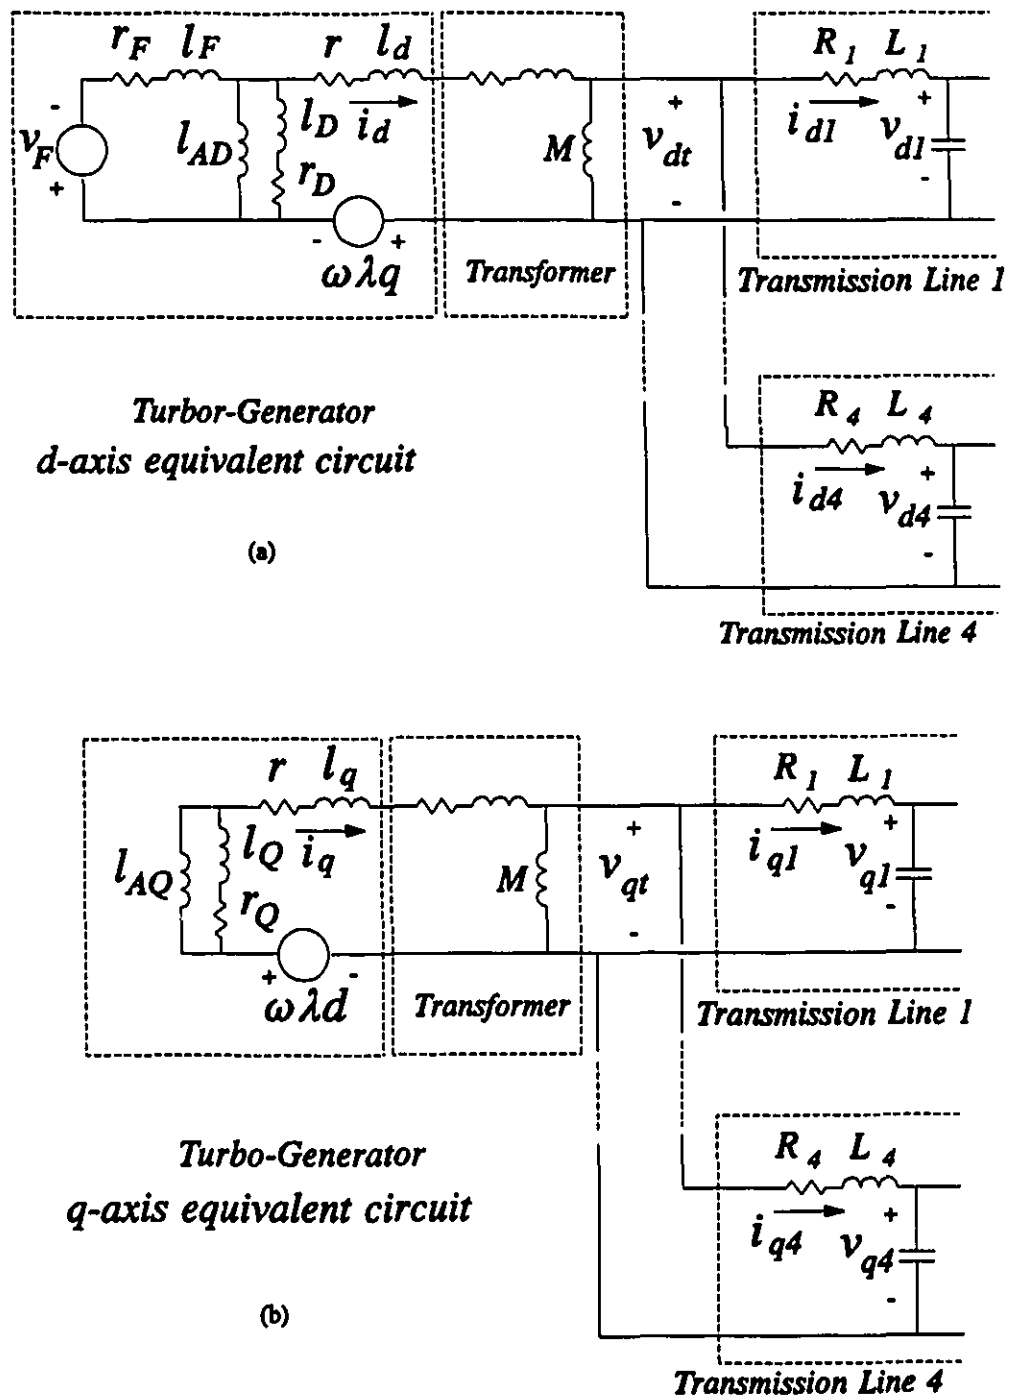 r_F l_F r l_d R_1 L_1
- + +
v_F l_AD l_D i_d M v_dt i_d1 v_d1
+ r_D - -
- +
ωλq Transformer Transmission Line 1
Turbor-Generator
d-axis equivalent circuit
(a)
R_4 L_4
+
i_d4 v_d4
-
Transmission Line 4
r l_q R_1 L_1
+ +
l_AQ l_Q i_q M v_qt i_q1 v_q1
r_Q - -
+ -
ωλd Transformer Transmission Line 1
Turbo-Generator
q-axis equivalent circuit
(b)
R_4 L_4
+
i_q4 v_q4
-
Transmission Line 4